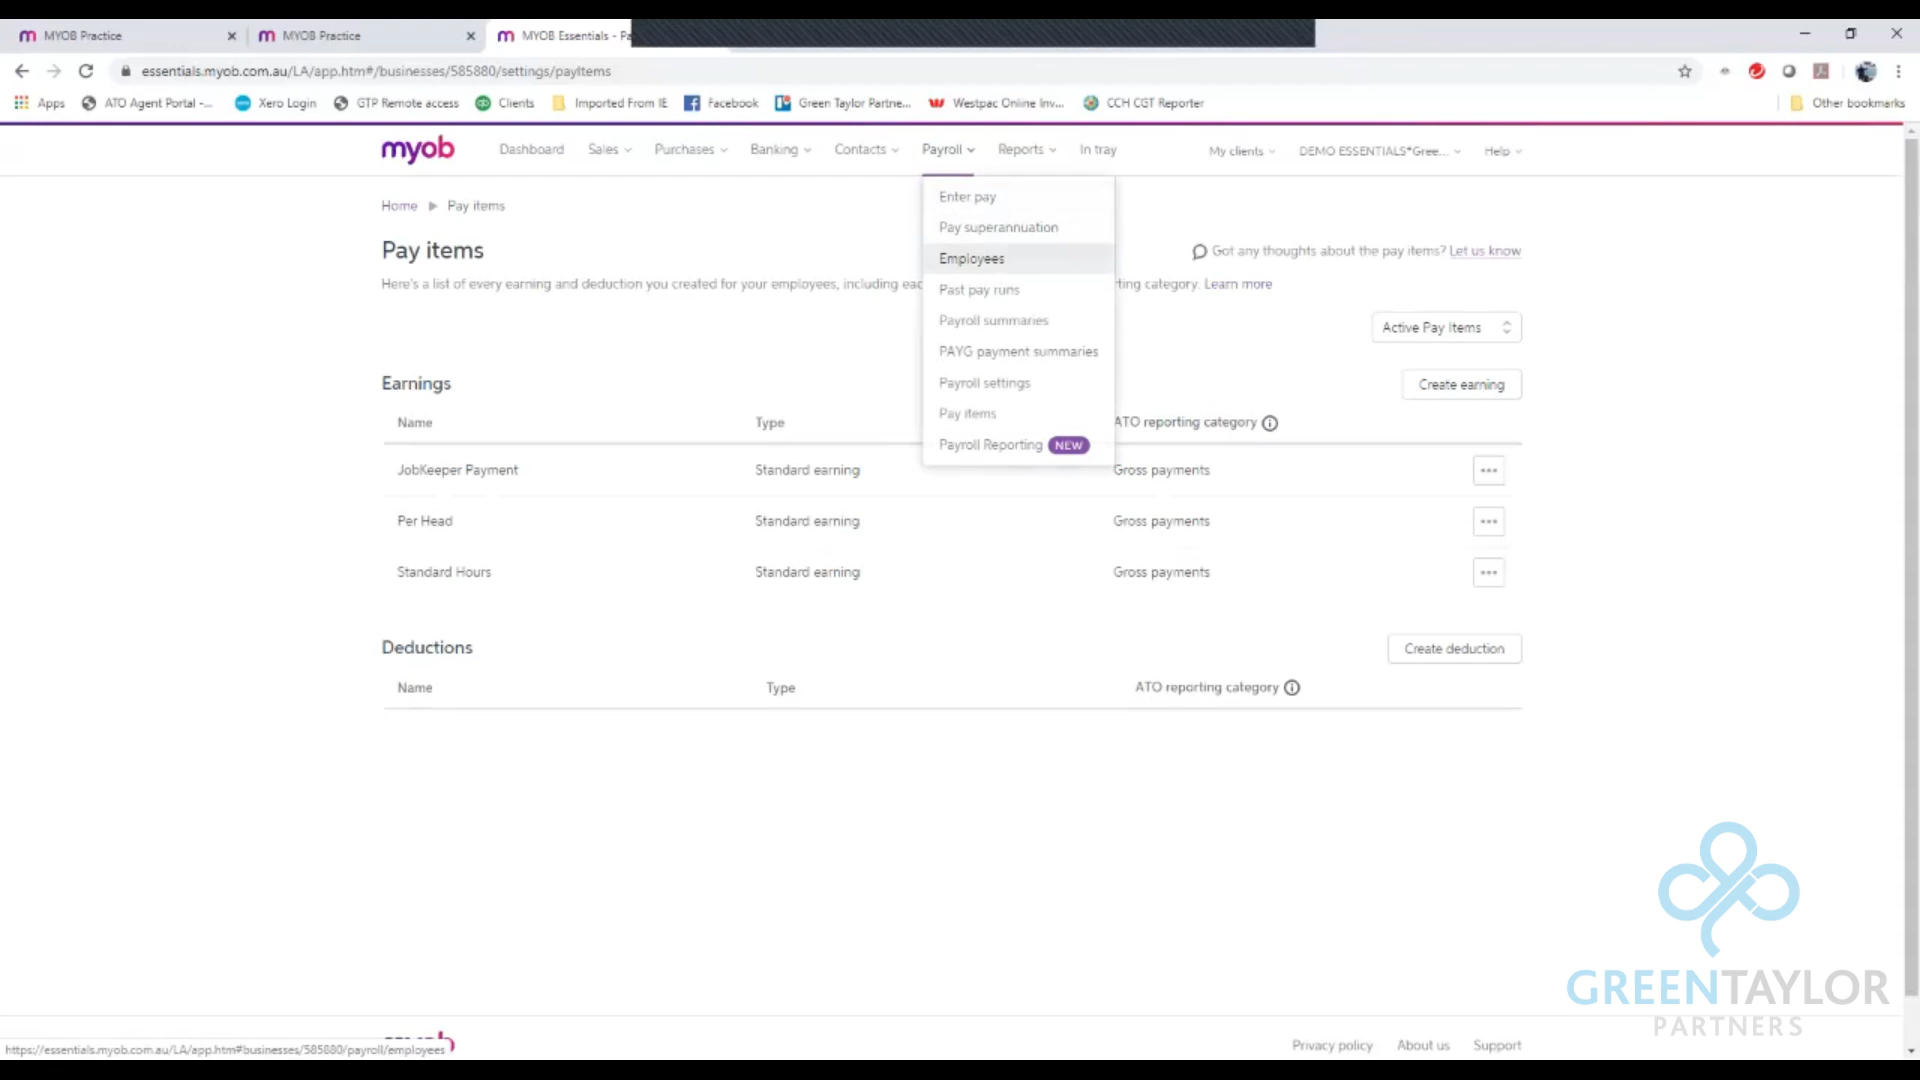 MYOB Practice
MYOB Practice
MYOB Essentials - Pa
essentials.myob.com.au/LA/app.htm#/businesses/585880/settings/payItems
Apps
ATO Agent Portal -...
Xero Login
GTP Remote access
Clients
Imported From IE
Facebook
Green Taylor Partne...
Westpac Online Inv...
CCH CGT Reporter
Other bookmarks
myob
Dashboard
Sales
Purchases
Banking
Contacts
Payroll
Reports
In tray
My clients
DEMO ESSENTIALS*Gree...
Help
Enter pay
Pay superannuation
Employees
Past pay runs
Payroll summaries
PAYG payment summaries
Payroll settings
Pay items
Payroll Reporting NEW
Home
Pay items
Pay items
Got any thoughts about the pay items? Let us know
Here's a list of every earning and deduction you created for your employees, including eac
ting category. Learn more
Active Pay Items
Earnings
Create earning
Name
Type
ATO reporting category
JobKeeper Payment
Standard earning
Gross payments
Per Head
Standard earning
Gross payments
Standard Hours
Standard earning
Gross payments
Deductions
Create deduction
Name
Type
ATO reporting category
GREENTAYLOR
PARTNERS
https://essentials.myob.com.au/LA/app.htm#businesses/585880/payroll/employees
Privacy policy
About us
Support